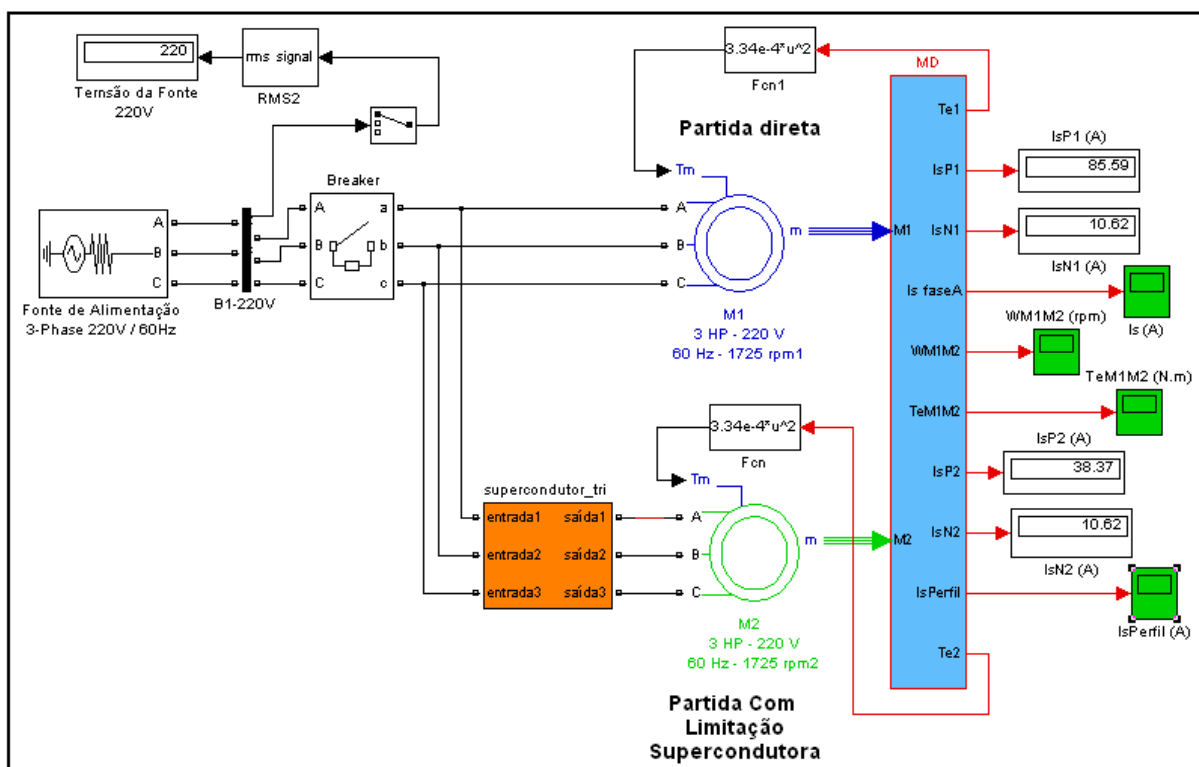 220
Ternsão da Fonte
220V
rms signal
RMS2
3.34e-4*u^2
Fcn1
MD
Partida direta
Te1
IsP1 (A)
IsP1
85.59
Tm
Breaker
A
B
C
Fonte de Alimentação
3-Phase 220V / 60Hz
B1-220V
A
B
C
a
b
c
A
B
C
m
M1
M1
3 HP - 220 V
60 Hz - 1725 rpm1
IsN1
10.62
IsN1 (A)
Is faseA
Is (A)
WM1M2 (rpm)
WM1M2
TeM1M2 (N.m)
TeM1M2
3.34e-4*u^2
Fcn
IsP2 (A)
IsP2
38.37
Tm
supercondutor_tri
entrada1
saída1
entrada2
saída2
entrada3
saída3
A
B
C
m
M2
M2
3 HP - 220 V
60 Hz - 1725 rpm2
IsN2
10.62
IsN2 (A)
IsPerfil
IsPerfil (A)
Te2
Partida Com
Limitação
Supercondutora